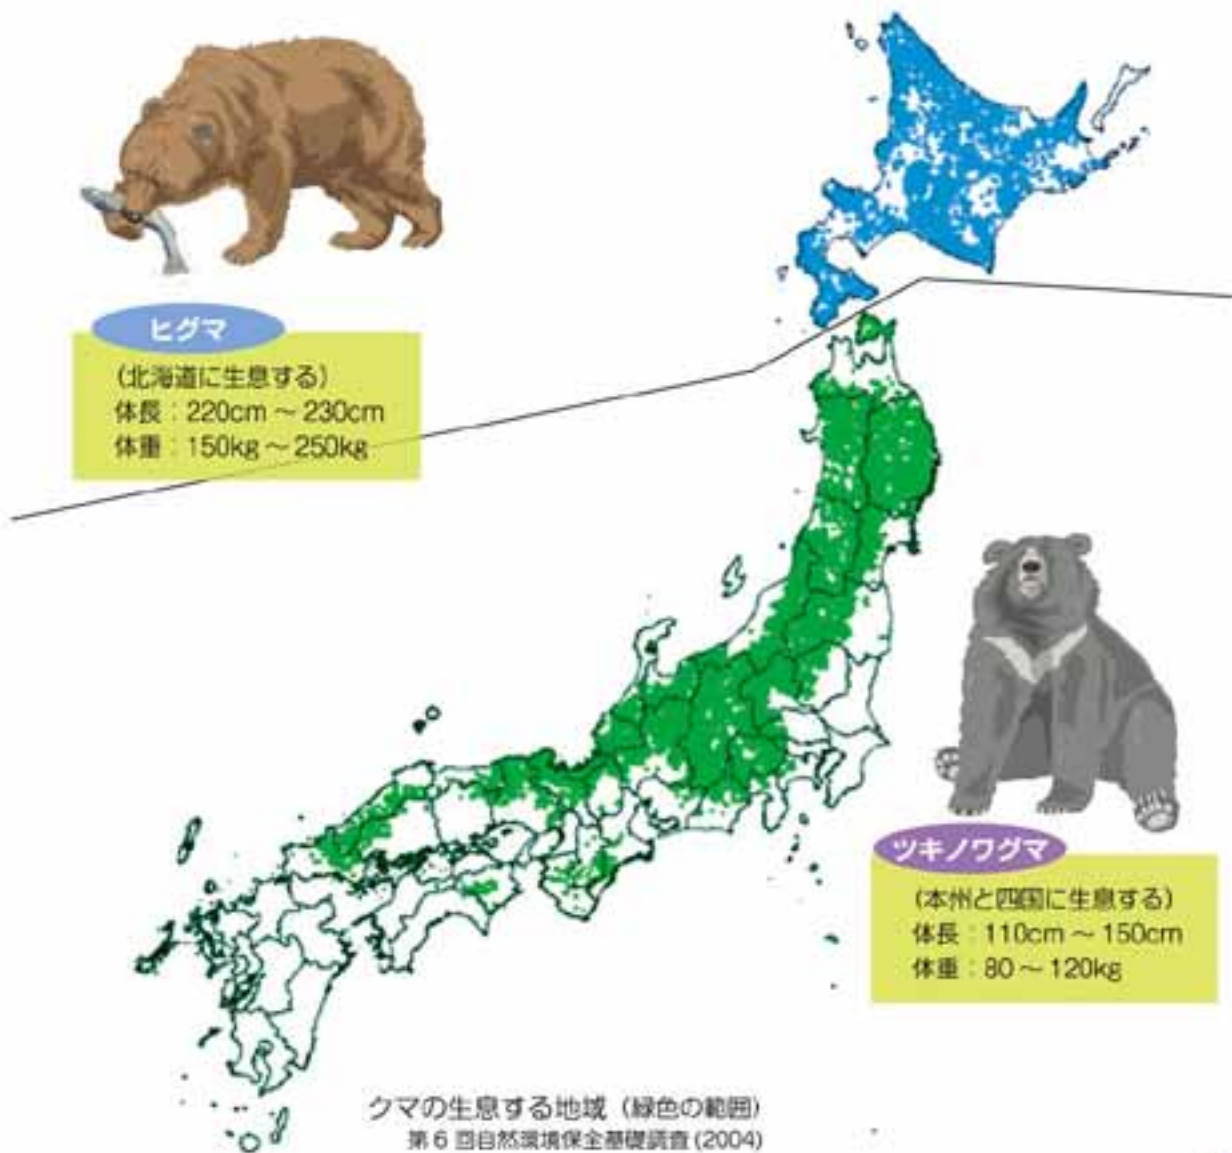 ヒグマ
(北海道に生息する)
体長：220cm～230cm
体重：150kg～250kg
ツキノワグマ
(本州と四国に生息する)
体長：110cm～150cm
体重：80～120kg
クマの生息する地域（緑色の範囲）
第6回自然環境保全基礎調査(2004)